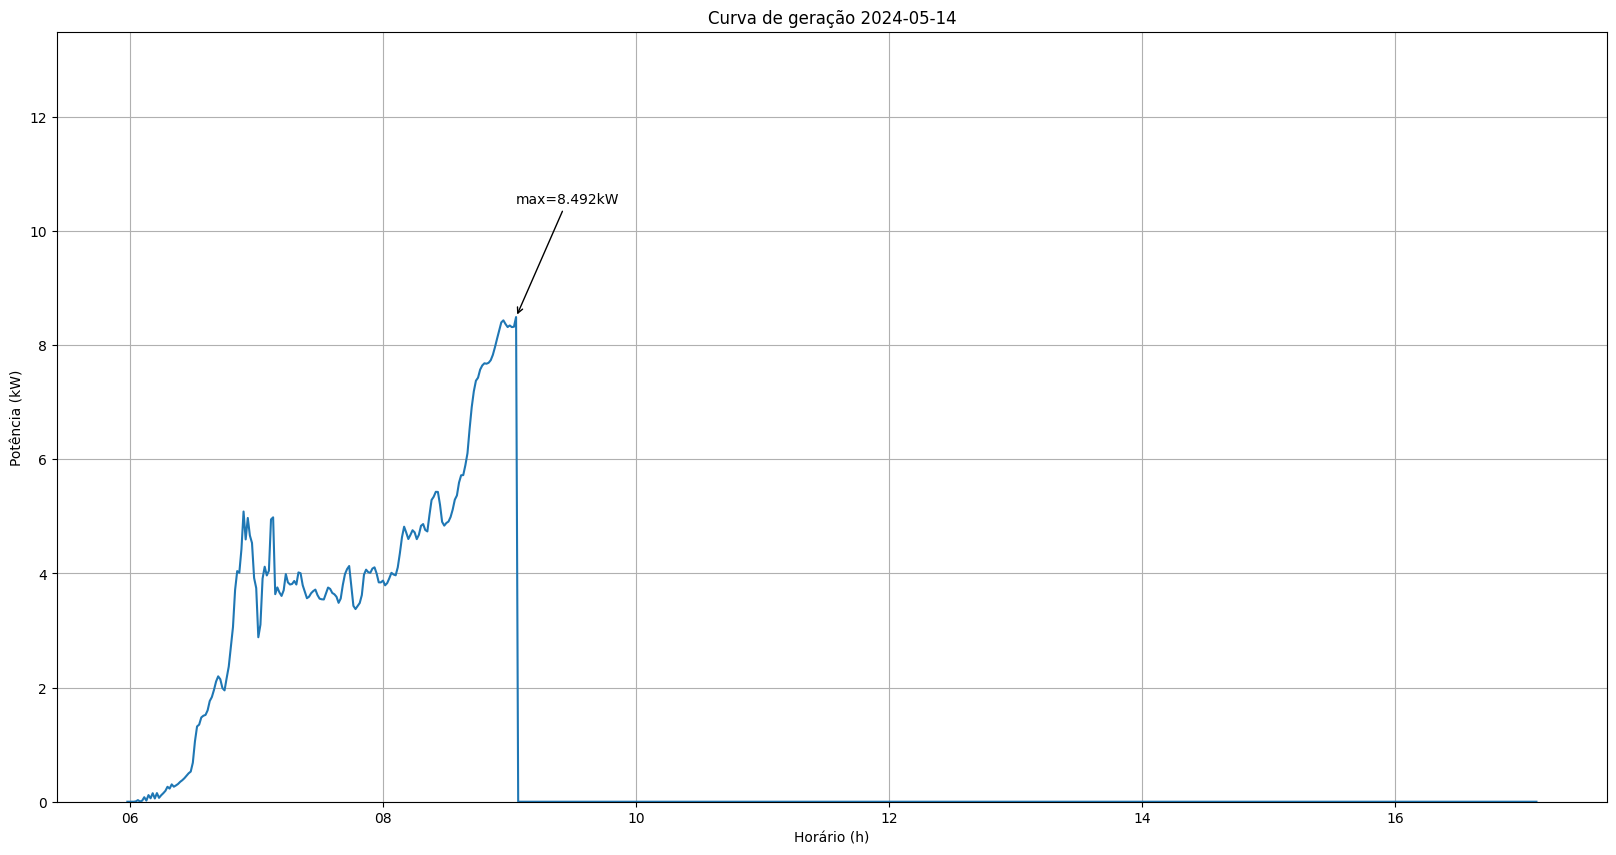 Curva de geração 2024-05-14
12
max=8.492kW
10
8
6
4
2
0
Potência (kW)
06 08 10 12 14 16
Horário (h)